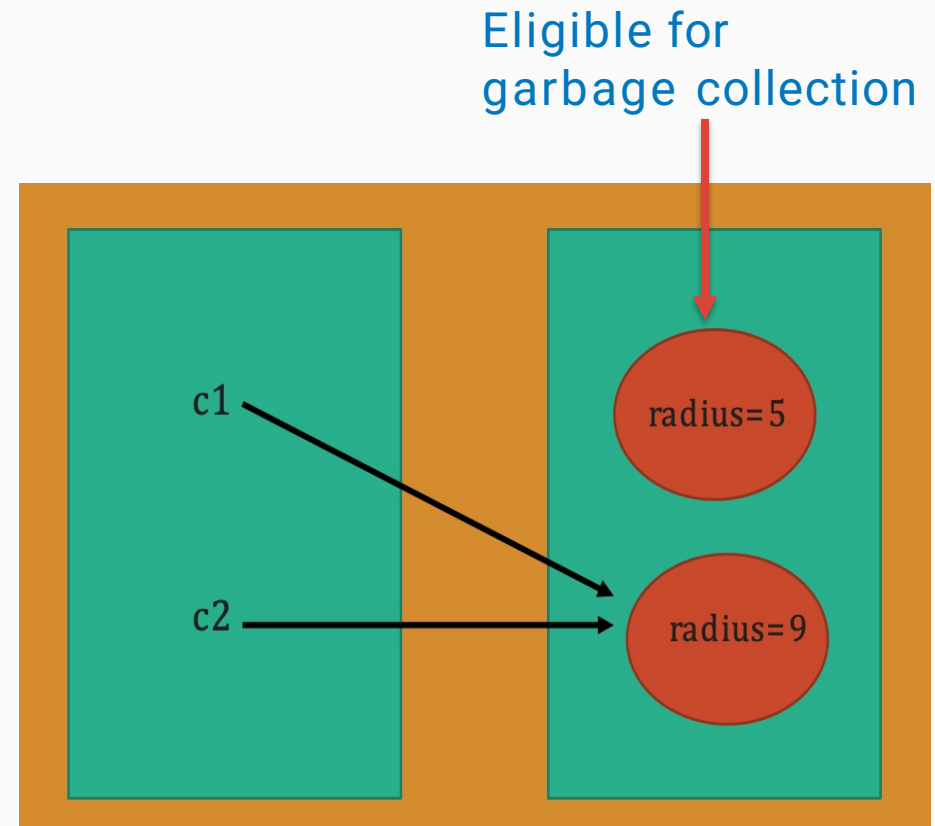 Eligible for
garbage collection
c1
radius=5
c2
radius=9